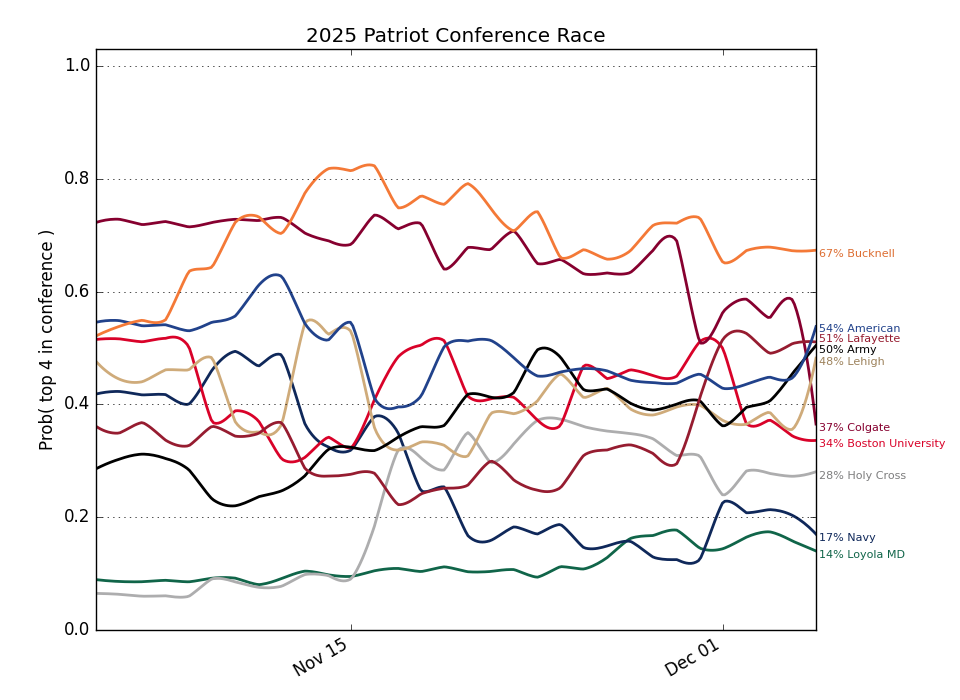 2025 Patriot Conference Race
Prob( top 4 in conference )
1.0
0.8
0.6
0.4
0.2
0.0
Nov 15
Dec 01
67% Bucknell
54% American
51% Lafayette
50% Army
48% Lehigh
37% Colgate
34% Boston University
28% Holy Cross
17% Navy
14% Loyola MD